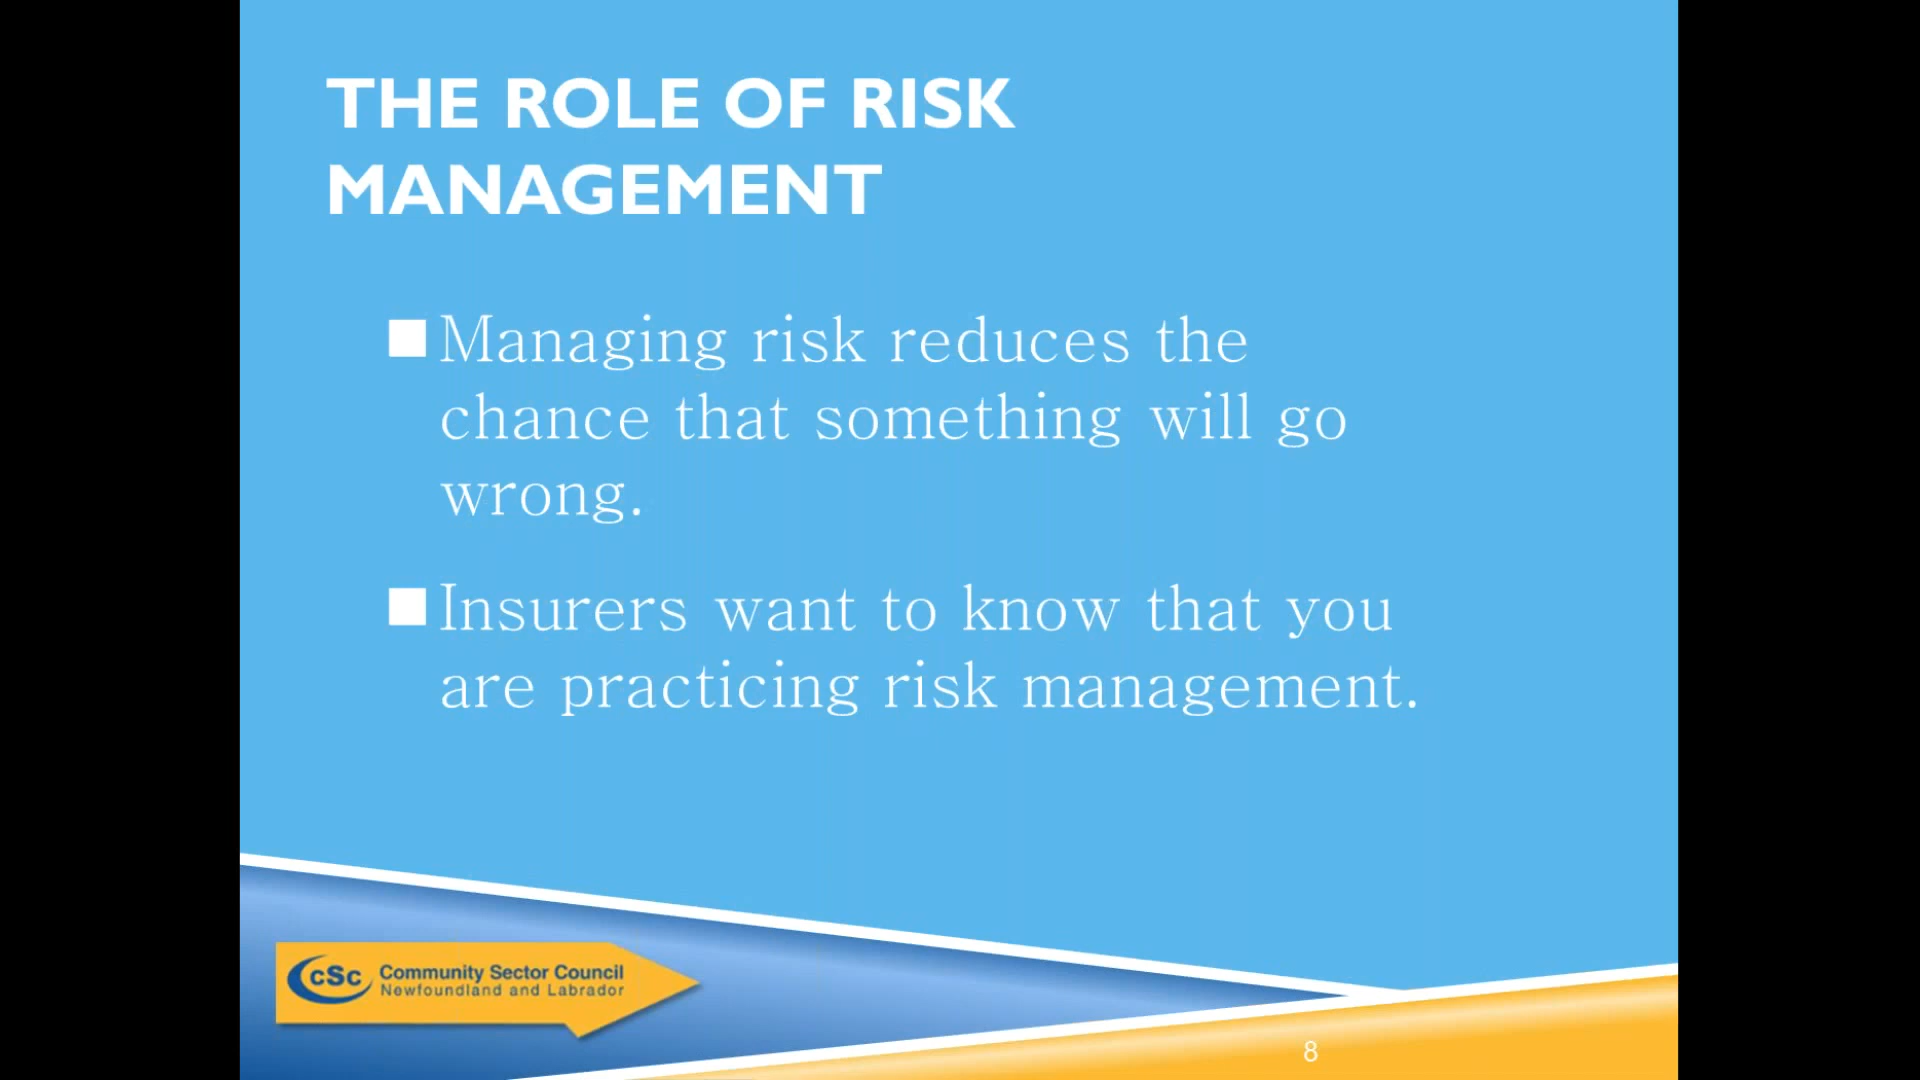 THE ROLE OF RISK
MANAGEMENT
Managing risk reduces the
chance that something will go
wrong.
Insurers want to know that you
are practicing risk management.
cSc Community Sector Council
Newfoundland and Labrador
8